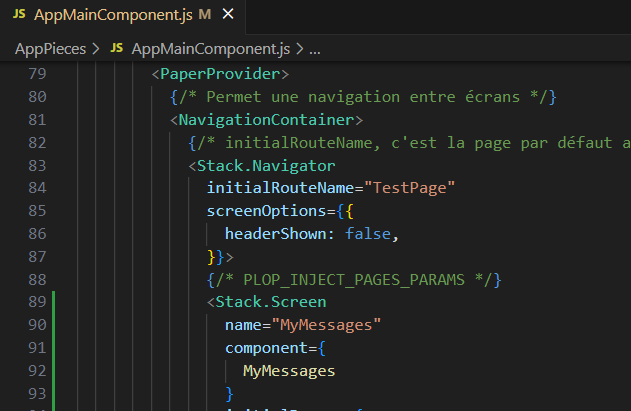 JS AppMainComponent.js M ×
AppPieces > JS AppMainComponent.js > ...
79 <PaperProvider>
80 {/* Permet une navigation entre écrans */}
81 <NavigationContainer>
82 {/* initialRouteName, c'est la page par défaut a
83 <Stack.Navigator
84 initialRouteName="TestPage"
85 screenOptions={{
86 headerShown: false,
87 }}>
88 {/* PLOP_INJECT_PAGES_PARAMS */}
89 <Stack.Screen
90 name="MyMessages"
91 component={
92 MyMessages
93 }